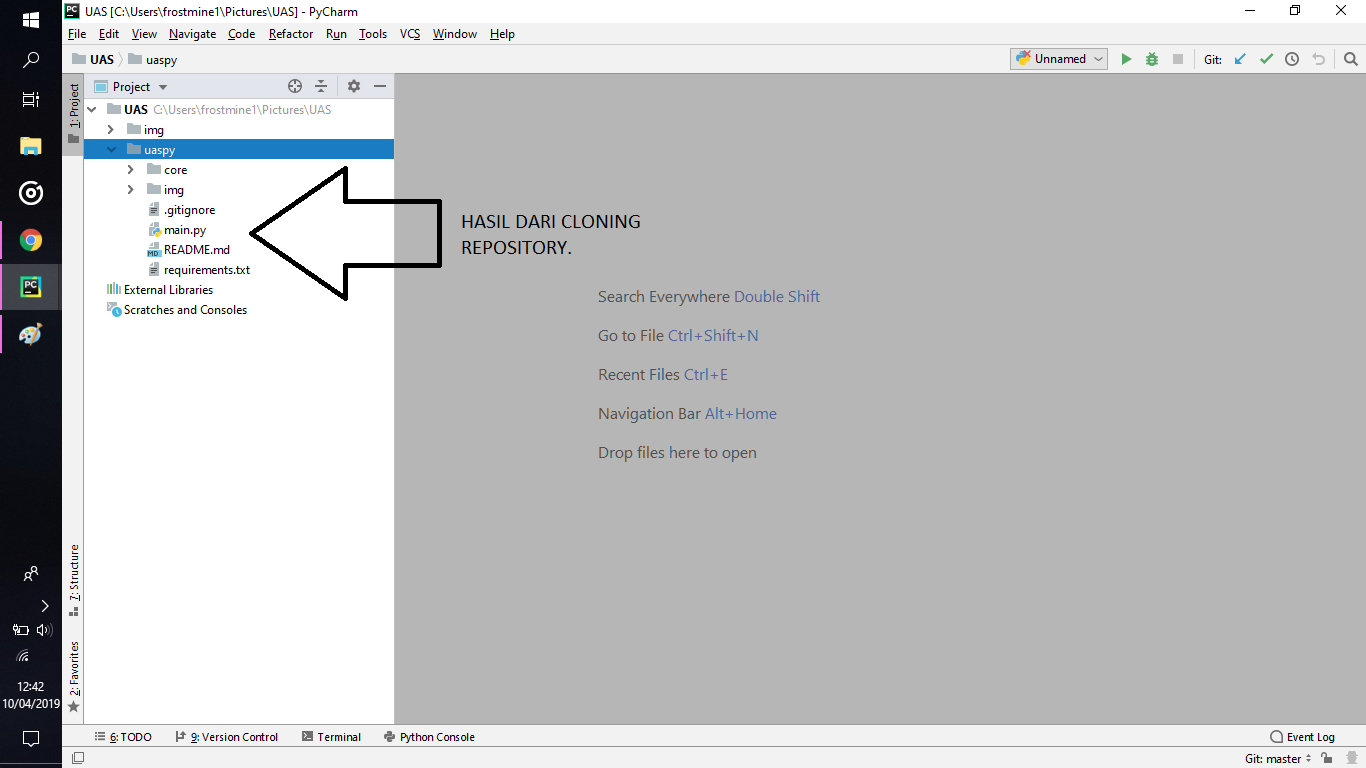 UAS [C:\Users\frostmine1\Pictures\UAS] - PyCharm
File Edit View Navigate Code Refactor Run Tools VCS Window Help
UAS uaspy
Unnamed Git:
Project
1: Project
UAS C:\Users\frostmine1\Pictures\UAS
img
uaspy
core
img
.gitignore
main.py
README.md
requirements.txt
External Libraries
Scratches and Consoles
HASIL DARI CLONING
REPOSITORY.
Search Everywhere Double Shift
Go to File Ctrl+Shift+N
Recent Files Ctrl+E
Navigation Bar Alt+Home
Drop files here to open
7: Structure
2: Favorites
12:42
10/04/2019
6: TODO 9: Version Control Terminal Python Console Event Log
Git: master